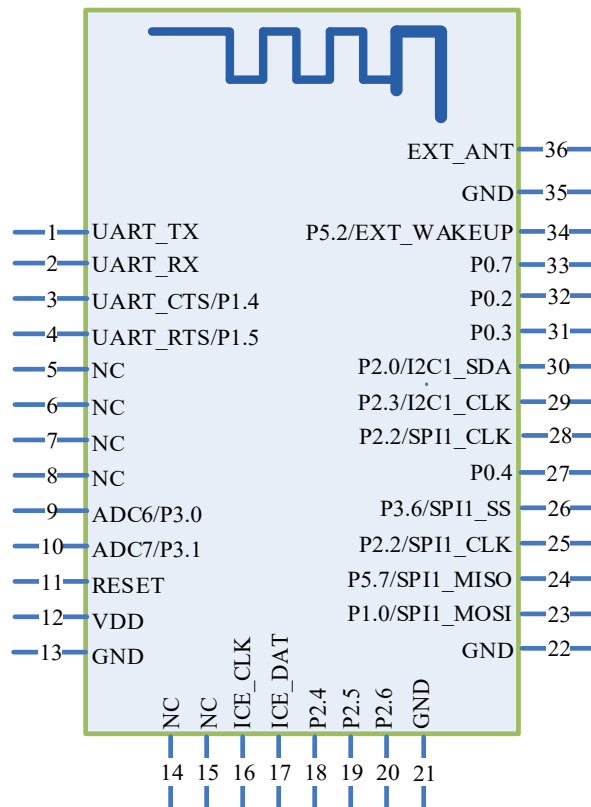 EXT_ANT 36
GND 35
1 UART_TX
P5.2/EXT_WAKEUP 34
2 UART_RX
P0.7 33
3 UART_CTS/P1.4
P0.2 32
4 UART_RTS/P1.5
P0.3 31
5 NC
P2.0/I2C1_SDA 30
6 NC
P2.3/I2C1_CLK 29
7 NC
P2.2/SPI1_CLK 28
8 NC
P0.4 27
9 ADC6/P3.0
P3.6/SPI1_SS 26
10 ADC7/P3.1
P2.2/SPI1_CLK 25
11 RESET
P5.7/SPI1_MISO 24
12 VDD
P1.0/SPI1_MOSI 23
13 GND
GND 22
NC
NC
ICE_CLK
ICE_DAT
P2.4
P2.5
P2.6
GND
14 15 16 17 18 19 20 21